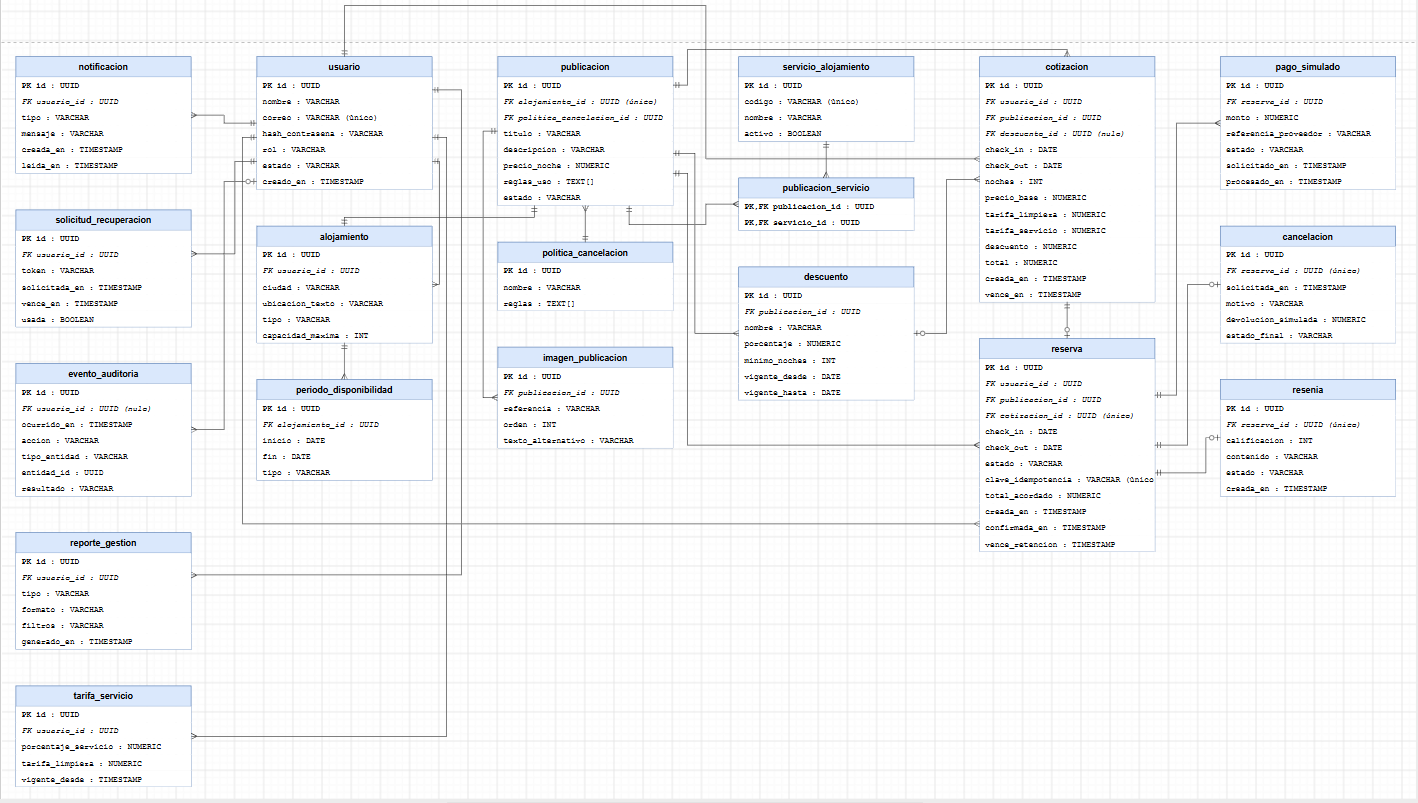 notificacion
PK id : UUID
FK usuario_id : UUID
tipo : VARCHAR
mensaje : VARCHAR
creada_en : TIMESTAMP
leida_en : TIMESTAMP
solicitud_recuperacion
PK id : UUID
FK usuario_id : UUID
token : VARCHAR
solicitada_en : TIMESTAMP
vence_en : TIMESTAMP
usada : BOOLEAN
evento_auditoria
PK id : UUID
FK usuario_id : UUID (nulo)
ocurrido_en : TIMESTAMP
accion : VARCHAR
tipo_entidad : VARCHAR
entidad_id : UUID
resultado : VARCHAR
reporte_gestion
PK id : UUID
FK usuario_id : UUID
tipo : VARCHAR
formato : VARCHAR
filtros : VARCHAR
generado_en : TIMESTAMP
tarifa_servicio
PK id : UUID
FK usuario_id : UUID
porcentaje_servicio : NUMERIC
tarifa_limpieza : NUMERIC
vigente_desde : TIMESTAMP
usuario
PK id : UUID
nombre : VARCHAR
correo : VARCHAR (único)
hash_contrasena : VARCHAR
rol : VARCHAR
estado : VARCHAR
creado_en : TIMESTAMP
alojamiento
PK id : UUID
FK usuario_id : UUID
ciudad : VARCHAR
ubicacion_texto : VARCHAR
tipo : VARCHAR
capacidad_maxima : INT
periodo_disponibilidad
PK id : UUID
FK alojamiento_id : UUID
inicio : DATE
fin : DATE
tipo : VARCHAR
publicacion
PK id : UUID
FK alojamiento_id : UUID (único)
FK politica_cancelacion_id : UUID
titulo : VARCHAR
descripcion : VARCHAR
precio_noche : NUMERIC
reglas_uso : TEXT[]
estado : VARCHAR
politica_cancelacion
PK id : UUID
nombre : VARCHAR
reglas : TEXT[]
imagen_publicacion
PK id : UUID
FK publicacion_id : UUID
referencia : VARCHAR
orden : INT
texto_alternativo : VARCHAR
servicio_alojamiento
PK id : UUID
codigo : VARCHAR (único)
nombre : VARCHAR
activo : BOOLEAN
publicacion_servicio
PK,FK publicacion_id : UUID
PK,FK servicio_id : UUID
descuento
PK id : UUID
FK publicacion_id : UUID
nombre : VARCHAR
porcentaje : NUMERIC
minimo_noches : INT
vigente_desde : DATE
vigente_hasta : DATE
cotizacion
PK id : UUID
FK usuario_id : UUID
FK publicacion_id : UUID
FK descuento_id : UUID (nulo)
check_in : DATE
check_out : DATE
noches : INT
precio_base : NUMERIC
tarifa_limpieza : NUMERIC
tarifa_servicio : NUMERIC
descuento : NUMERIC
total : NUMERIC
creada_en : TIMESTAMP
vence_en : TIMESTAMP
reserva
PK id : UUID
FK usuario_id : UUID
FK publicacion_id : UUID
FK cotizacion_id : UUID (único)
check_in : DATE
check_out : DATE
estado : VARCHAR
clave_idempotencia : VARCHAR (único
total_acordado : NUMERIC
creada_en : TIMESTAMP
confirmada_en : TIMESTAMP
vence_retencion : TIMESTAMP
pago_simulado
PK id : UUID
FK reserva_id : UUID
monto : NUMERIC
referencia_proveedor : VARCHAR
estado : VARCHAR
solicitado_en : TIMESTAMP
procesado_en : TIMESTAMP
cancelacion
PK id : UUID
FK reserva_id : UUID (único)
solicitada_en : TIMESTAMP
motivo : VARCHAR
devolucion_simulada : NUMERIC
estado_final : VARCHAR
resenia
PK id : UUID
FK reserva_id : UUID (único)
calificacion : INT
contenido : VARCHAR
estado : VARCHAR
creada_en : TIMESTAMP